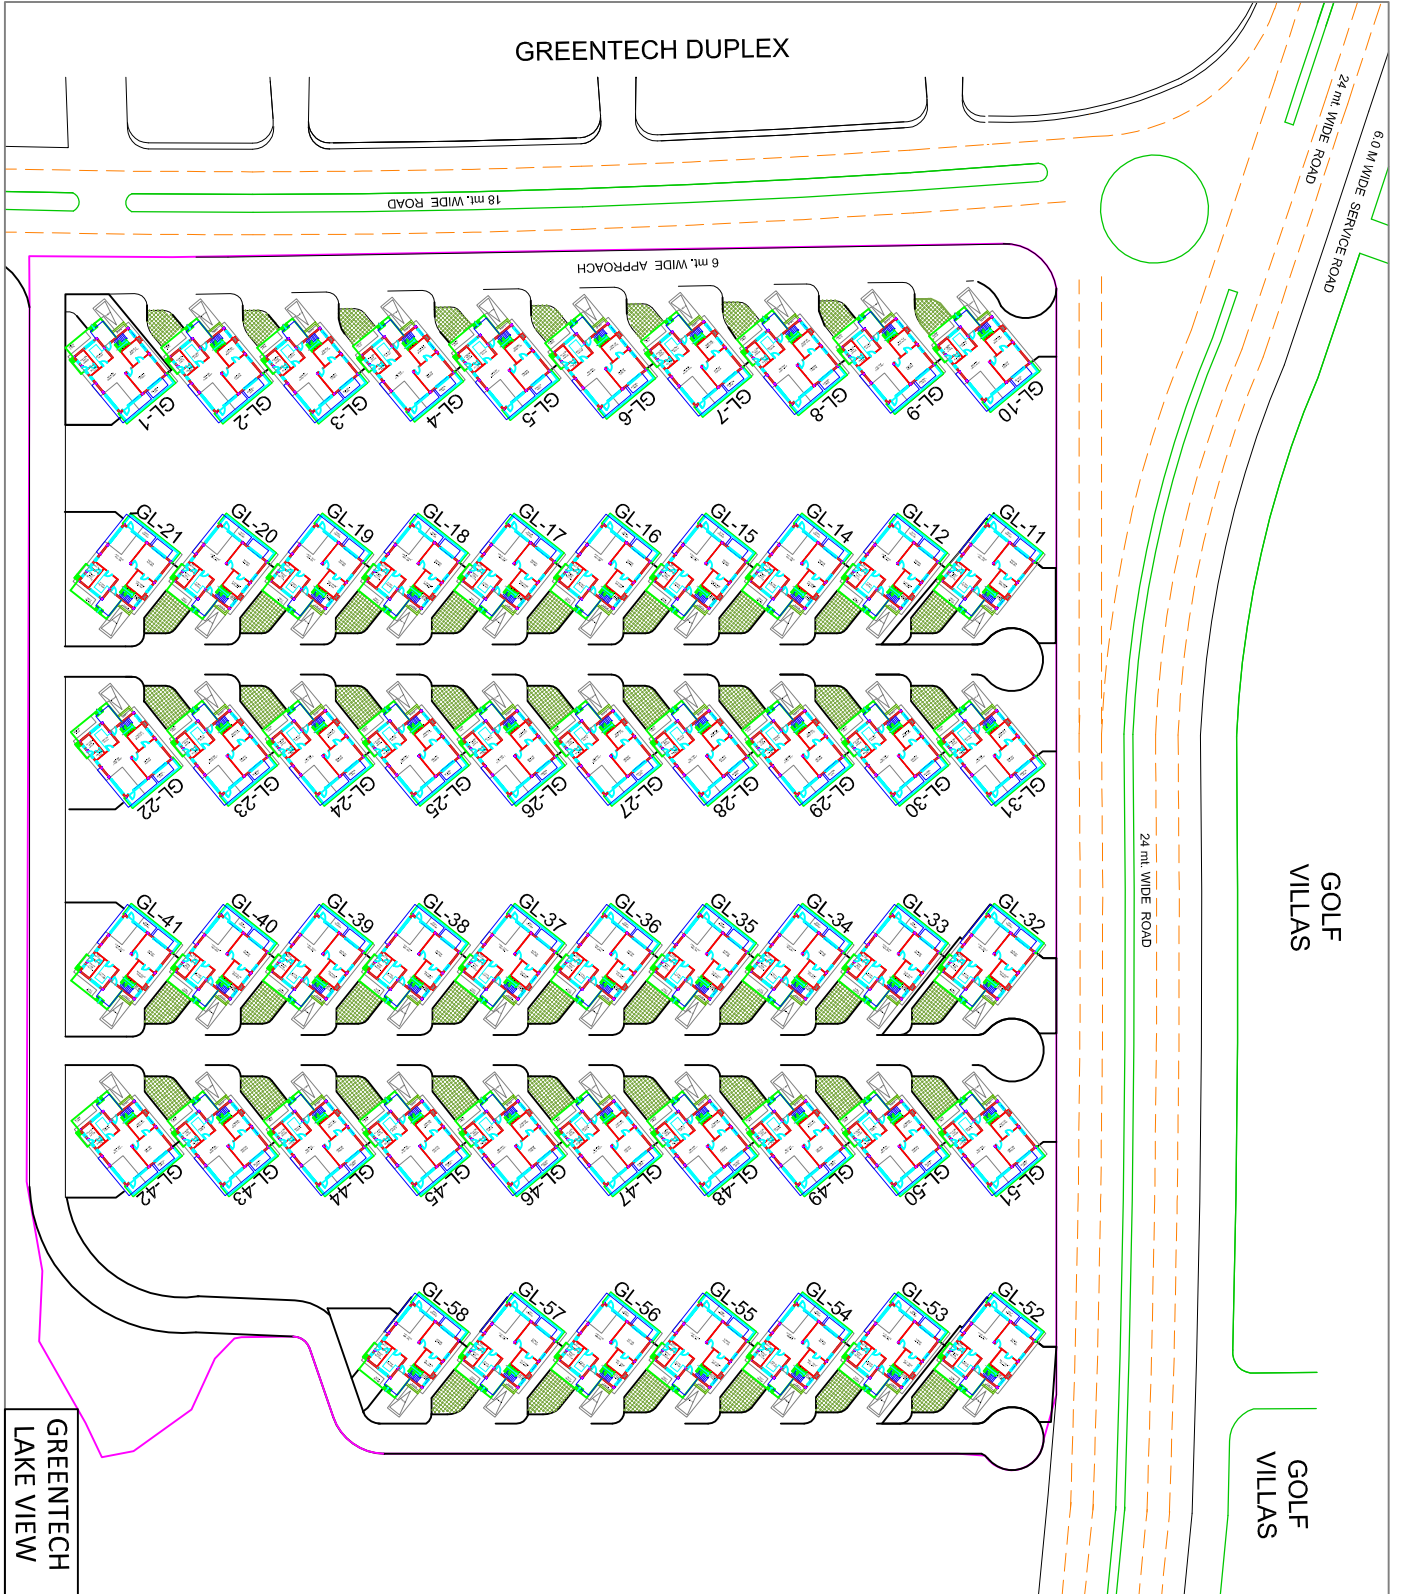 GREENTECH DUPLEX
24 mt. WIDE ROAD
6.0 M WIDE SERVICE ROAD
18 mt. WIDE ROAD
6 mt. WIDE APPROACH
GL-1
GL-2
GL-3
GL-4
GL-5
GL-6
GL-7
GL-8
GL-9
GL-10
GL-21
GL-20
GL-19
GL-18
GL-17
GL-16
GL-15
GL-14
GL-12
GL-11
GL-22
GL-23
GL-24
GL-25
GL-26
GL-27
GL-28
GL-29
GL-30
GL-31
24 mt. WIDE ROAD
GOLF
VILLAS
GL-41
GL-40
GL-39
GL-38
GL-37
GL-36
GL-35
GL-34
GL-33
GL-32
GL-42
GL-43
GL-44
GL-45
GL-46
GL-47
GL-48
GL-49
GL-50
GL-51
GL-58
GL-57
GL-56
GL-55
GL-54
GL-53
GL-52
GREENTECH
LAKE VIEW
GOLF
VILLAS